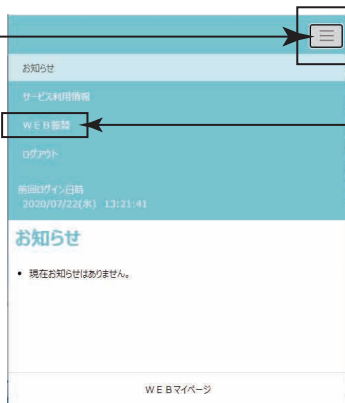 お知らせ
サービス利用情報
WEB振替
ログアウト
前回ログイン日時
2020/07/22(水) 13:21:41
お知らせ
• 現在お知らせはありません。
WEBマイページ